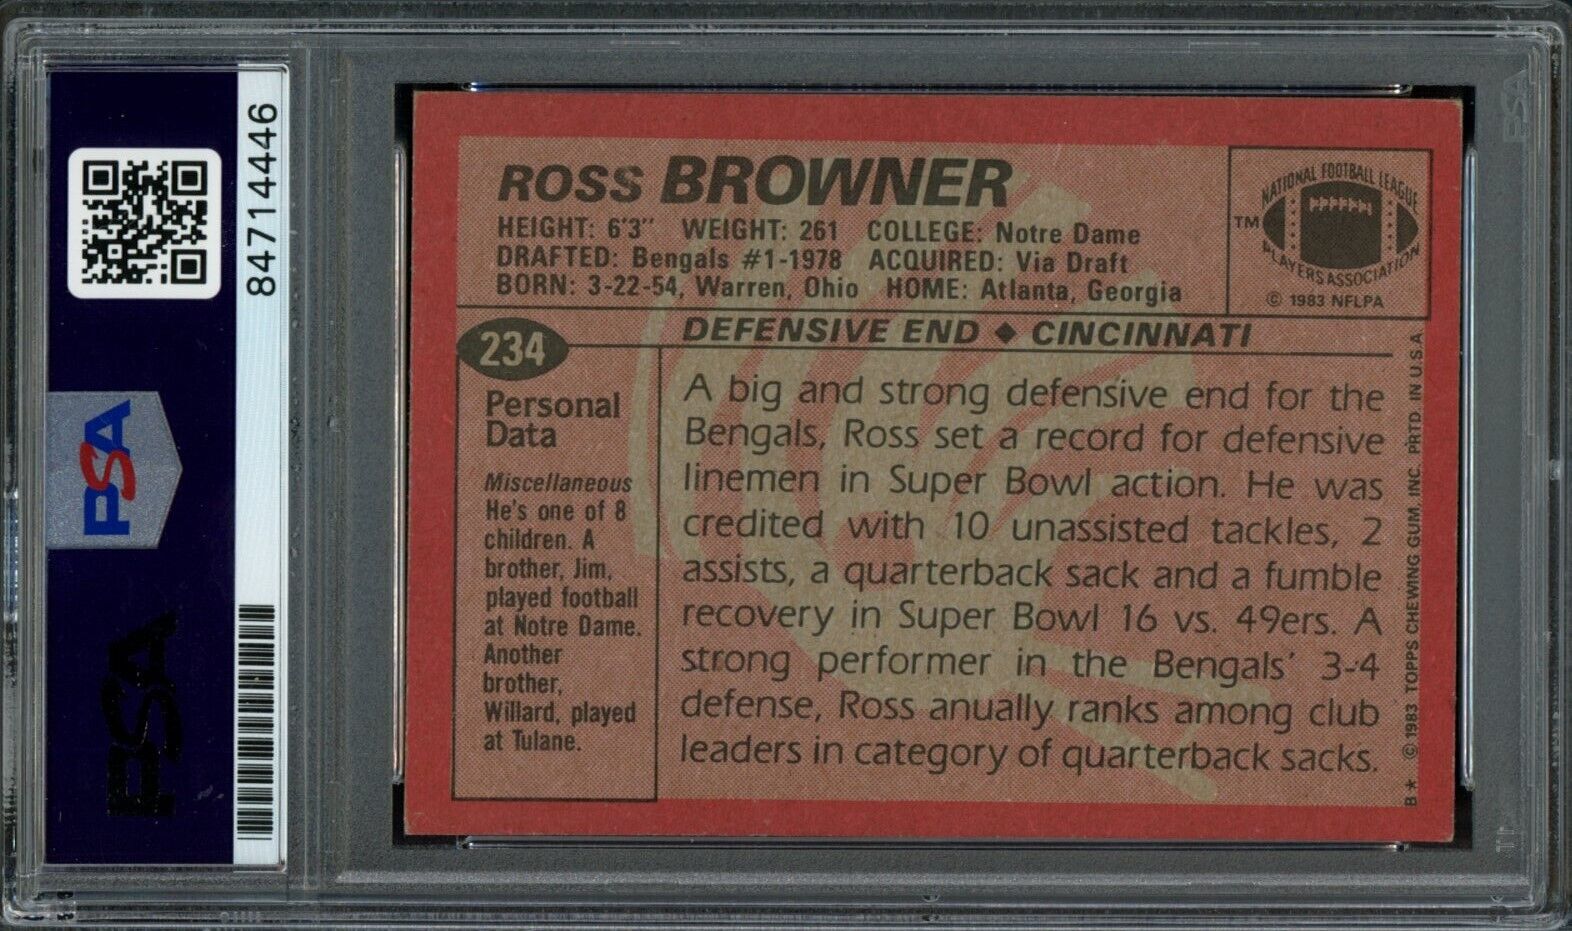 84714446
PSA
PSA
ROSS BROWNER
HEIGHT: 6'3" WEIGHT: 261 COLLEGE: Notre Dame
DRAFTED: Bengals #1-1978 ACQUIRED: Via Draft
BORN: 3-22-54, Warren, Ohio HOME: Atlanta, Georgia
NATIONAL FOOTBALL LEAGUE
TM
PLAYERS ASSOCIATION
© 1983 NFLPA
234
DEFENSIVE END ◆ CINCINNATI
Personal
Data
Miscellaneous
He's one of 8
children. A
brother, Jim,
played football
at Notre Dame.
Another
brother,
Willard, played
at Tulane.
A big and strong defensive end for the
Bengals, Ross set a record for defensive
linemen in Super Bowl action. He was
credited with 10 unassisted tackles, 2
assists, a quarterback sack and a fumble
recovery in Super Bowl 16 vs. 49ers. A
strong performer in the Bengals' 3-4
defense, Ross anually ranks among club
leaders in category of quarterback sacks.
B★ © 1983 TOPPS CHEWING GUM. INC. PRTD. IN U.S.A
PSA